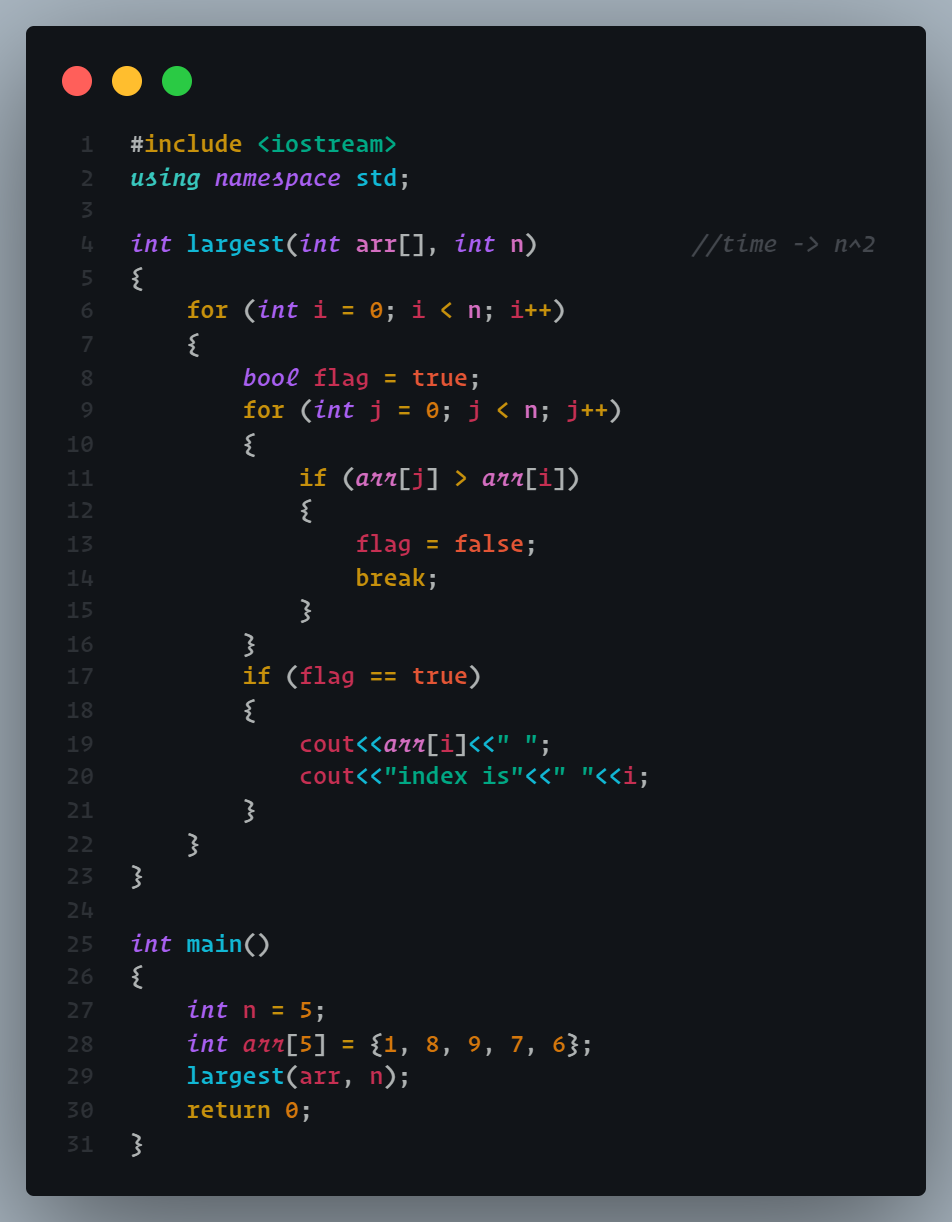 1 #include <iostream>
2 using namespace std;
3
4 int largest(int arr[], int n)           //time -> n^2
5 {
6     for (int i = 0; i < n; i++)
7     {
8         bool flag = true;
9         for (int j = 0; j < n; j++)
10         {
11             if (arr[j] > arr[i])
12             {
13                 flag = false;
14                 break;
15             }
16         }
17         if (flag == true)
18         {
19             cout<<arr[i]<<" ";
20             cout<<"index is"<<" "<<i;
21         }
22     }
23 }
24
25 int main()
26 {
27     int n = 5;
28     int arr[5] = {1, 8, 9, 7, 6};
29     largest(arr, n);
30     return 0;
31 }